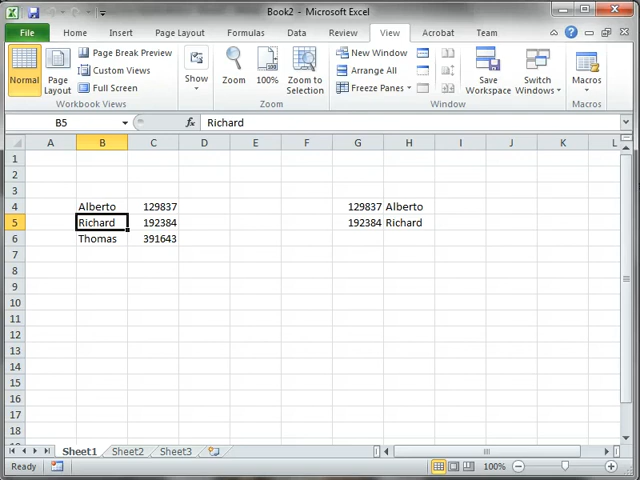 Book2 - Microsoft Excel
File Home Insert Page Layout Formulas Data Review View Acrobat Team
Normal
Page Layout
Page Break Preview
Custom Views
Full Screen
Workbook Views
Show
Zoom
100%
Zoom to Selection
Zoom
New Window
Arrange All
Freeze Panes
Save Workspace
Switch Windows
Window
Macros
Macros
B5 fx Richard
A B C D E F G H I J K L
1
2
3
4 Alberto 129837 129837 Alberto
5 Richard 192384 192384 Richard
6 Thomas 391643
7
8
9
10
11
12
13
14
15
16
17
18
Sheet1 Sheet2 Sheet3
Ready 100%